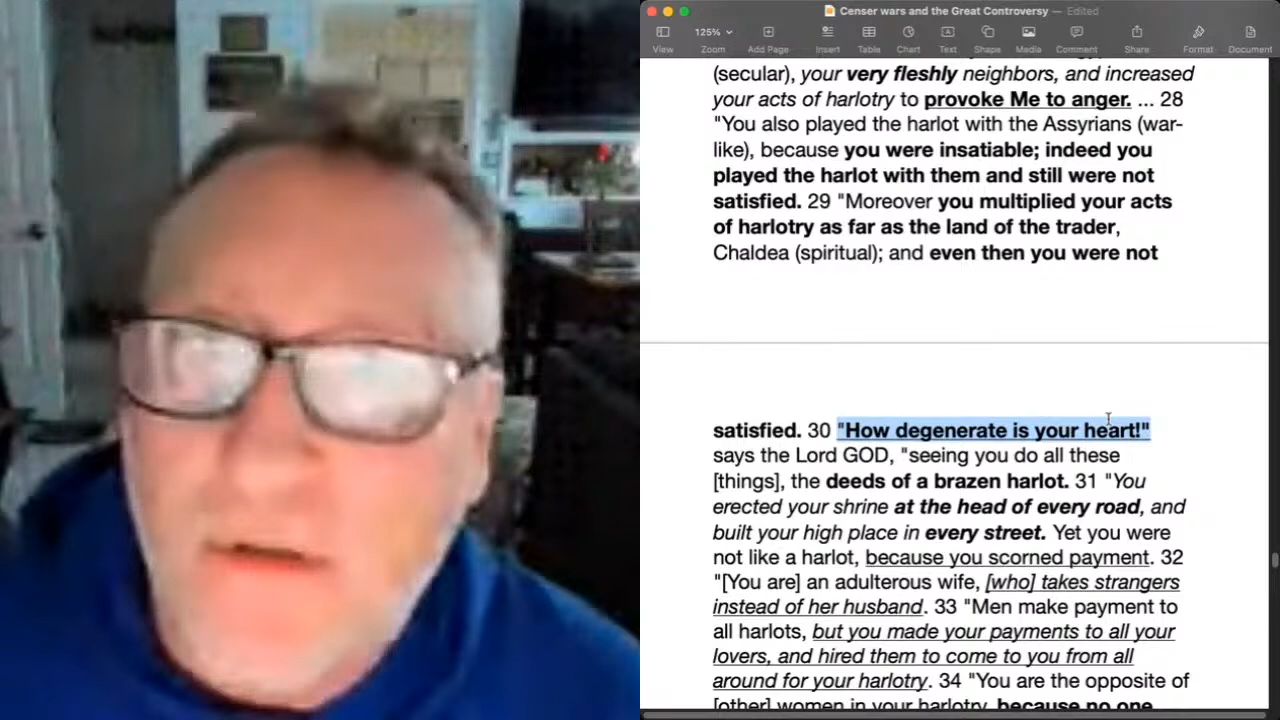 Censer wars and the Great Controversy — Edited
125%
View
Zoom
Add Page
Insert
Table
Chart
Text
Shape
Media
Comment
Share
Format
Document
(secular), your very fleshly neighbors, and increased
your acts of harlotry to provoke Me to anger. ... 28
"You also played the harlot with the Assyrians (war-
like), because you were insatiable; indeed you
played the harlot with them and still were not
satisfied. 29 "Moreover you multiplied your acts
of harlotry as far as the land of the trader,
Chaldea (spiritual); and even then you were not
satisfied. 30 "How degenerate is your heart!"
says the Lord GOD, "seeing you do all these
[things], the deeds of a brazen harlot. 31 "You
erected your shrine at the head of every road, and
built your high place in every street. Yet you were
not like a harlot, because you scorned payment. 32
"[You are] an adulterous wife, [who] takes strangers
instead of her husband. 33 "Men make payment to
all harlots, but you made your payments to all your
lovers, and hired them to come to you from all
around for your harlotry. 34 "You are the opposite of
[other] women in your harlotry, because no one